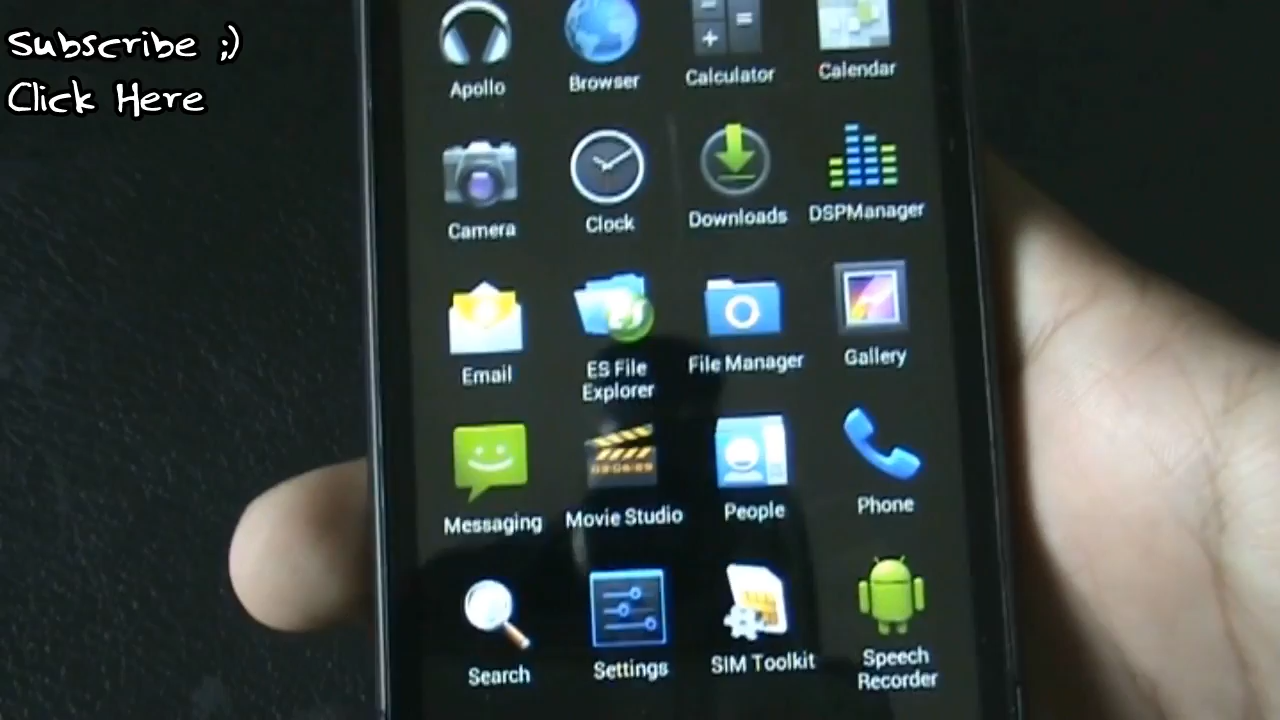 Subscribe ;)
Click Here
Apollo
Browser
Calculator
Calendar
Camera
Clock
Downloads
DSPManager
Email
ES File
Explorer
File Manager
Gallery
Messaging
Movie Studio
People
Phone
Search
Settings
SIM Toolkit
Speech
Recorder